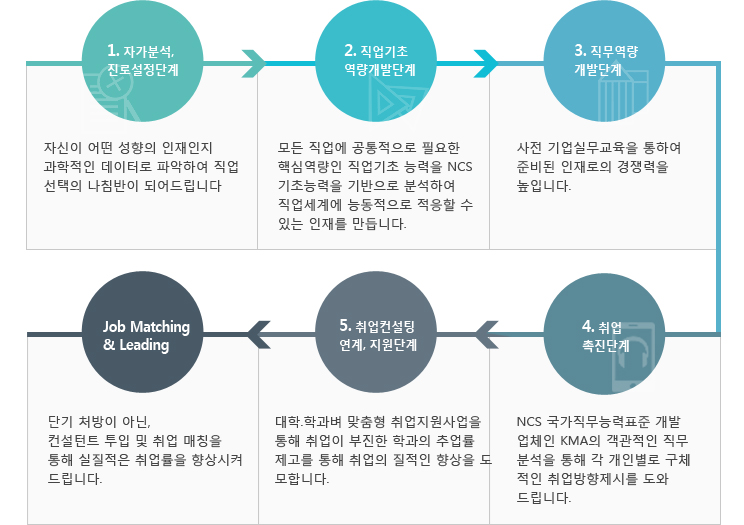 1. 자가분석,
진로설정단계
자신이 어떤 성향의 인재인지
과학적인 데이터로 파악하여 직업
선택의 나침반이 되어드립니다
2. 직업기초
역량개발단계
모든 직업에 공통적으로 필요한
핵심역량인 직업기초 능력을 NCS
기초능력을 기반으로 분석하여
직업세계에 능동적으로 적응할 수
있는 인재를 만듭니다.
3. 직무역량
개발단계
사전 기업실무교육을 통하여
준비된 인재로의 경쟁력을
높입니다.
4. 취업
촉진단계
NCS 국가직무능력표준 개발
업체인 KMA의 객관적인 직무
분석을 통해 각 개인별로 구체
적인 취업방향제시를 도와
드립니다.
5. 취업컨설팅
연계, 지원단계
대학.학과벼 맞춤형 취업지원사업을
통해 취업이 부진한 학과의 추업률
제고를 통해 취업의 질적인 향상을 도
모합니다.
Job Matching
& Leading
단기 처방이 아닌,
컨설턴트 투입 및 취업 매칭을
통해 실질적은 취업률을 향상시켜
드립니다.